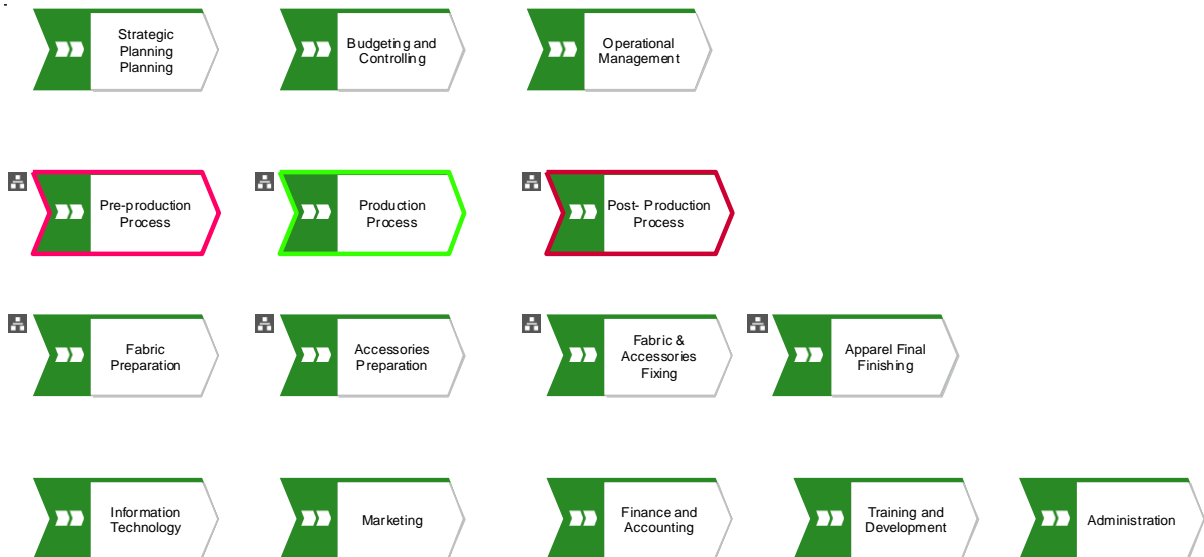 Strategic
Planning
Planning
Budgeting and
Controlling
Operational
Management
Pre-production
Process
Production
Process
Post- Production
Process
Fabric
Preparation
Accessories
Preparation
Fabric &
Accessories
Fixing
Apparel Final
Finishing
Information
Technology
Marketing
Finance and
Accounting
Training and
Development
Administration